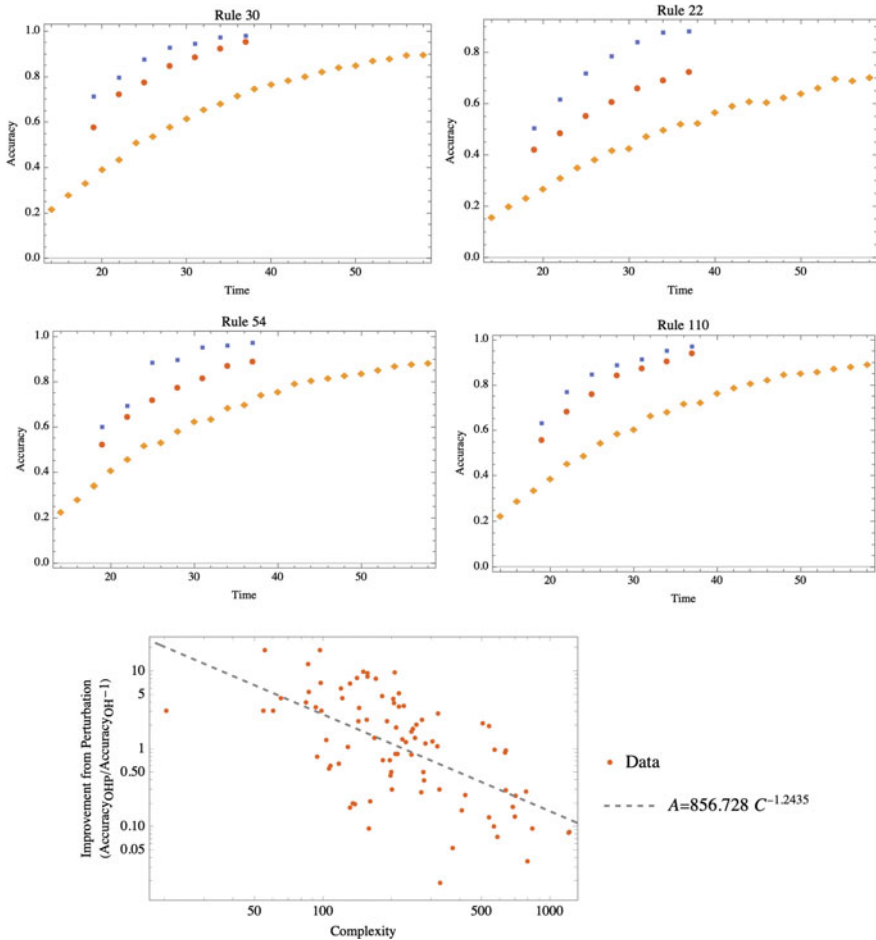 Rule 30
1.0
0.8
0.6
0.4
0.2
0.0
Accuracy
20
30
40
50
Time
Rule 22
0.8
0.6
0.4
0.2
0.0
Accuracy
20
30
40
50
Time
Rule 54
1.0
0.8
0.6
0.4
0.2
0.0
Accuracy
20
30
40
50
Time
Rule 110
1.0
0.8
0.6
0.4
0.2
0.0
Accuracy
20
30
40
50
Time
Improvement from Perturbation
(Accuracy_OHP/Accuracy_OH−1)
10
5
1
0.50
0.10
0.05
50
100
500
1000
Complexity
Data
A=856.728 C^−1.2435